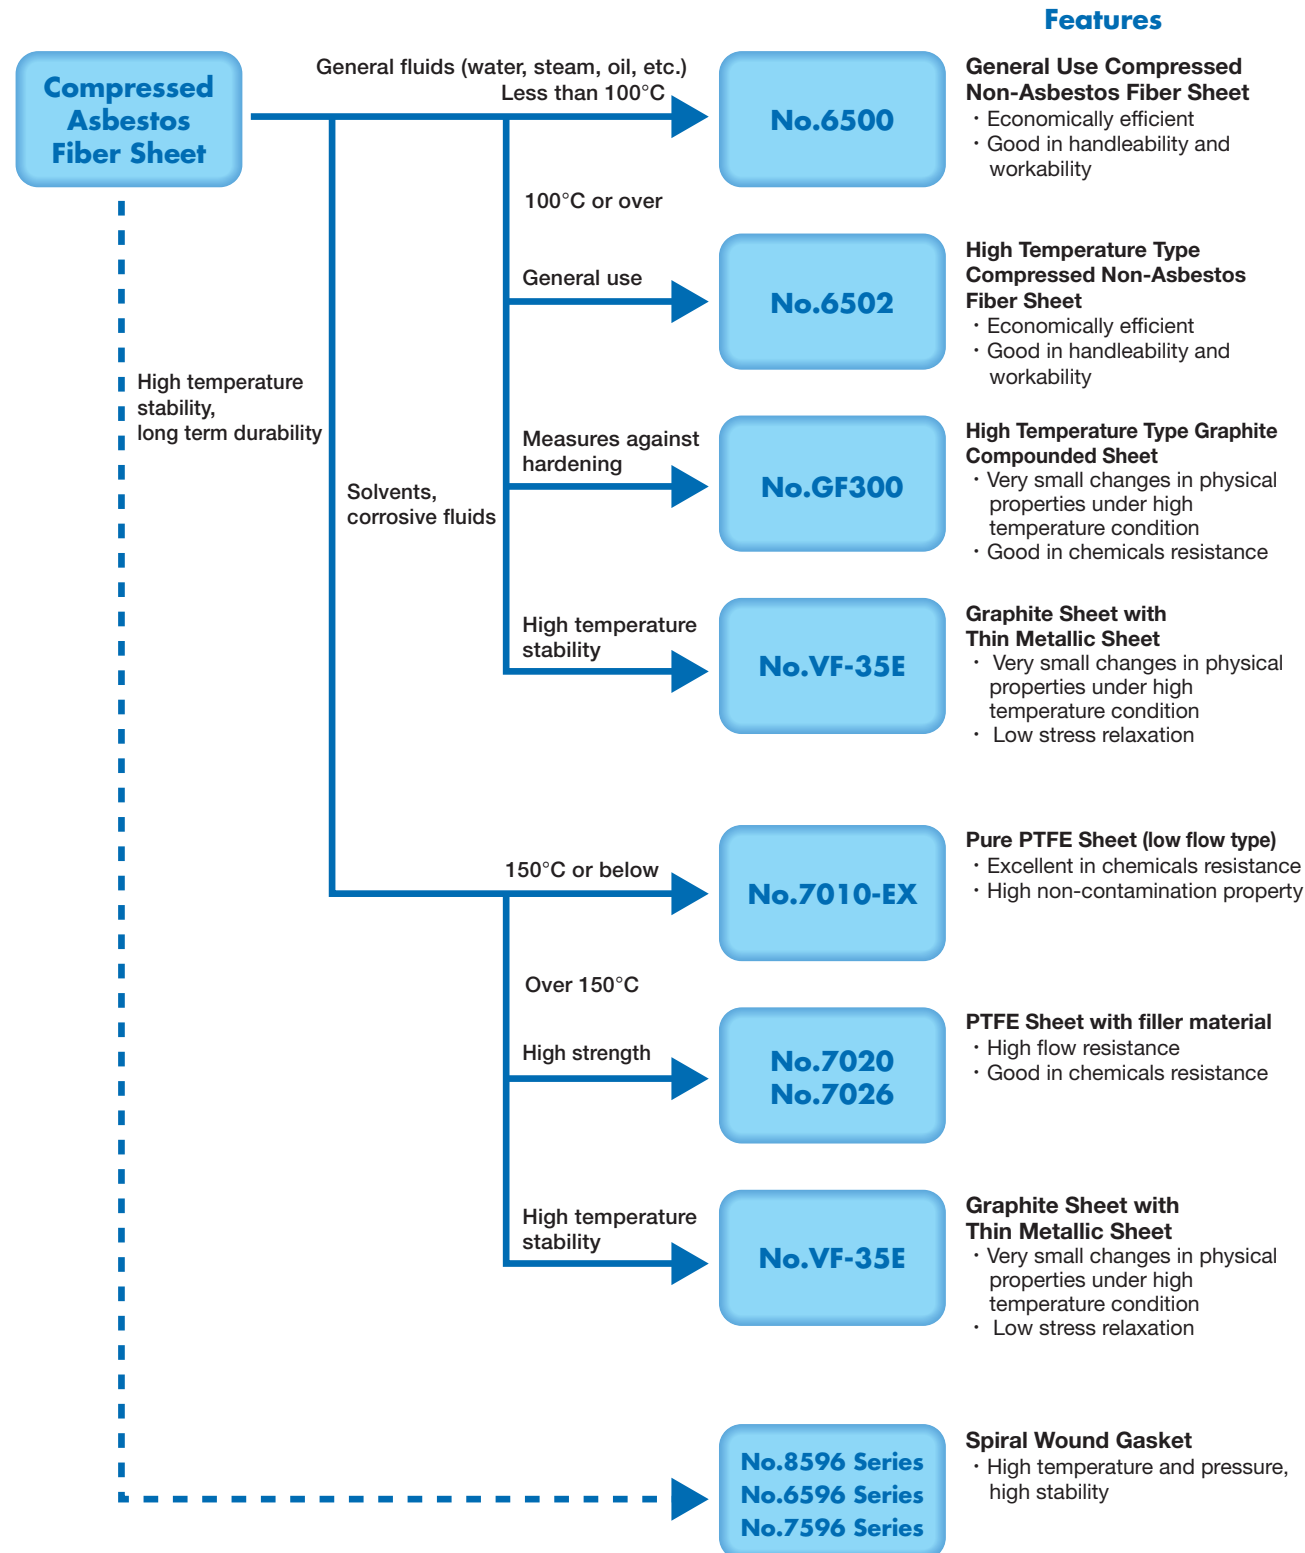 Features
Compressed
Asbestos
Fiber Sheet
General fluids (water, steam, oil, etc.)
Less than 100°C
No.6500
General Use Compressed
Non-Asbestos Fiber Sheet
・Economically efficient
・Good in handleability and
workability
100°C or over
General use
No.6502
High Temperature Type
Compressed Non-Asbestos
Fiber Sheet
・Economically efficient
・Good in handleability and
workability
High temperature
stability,
long term durability
Solvents,
corrosive fluids
Measures against
hardening
No.GF300
High Temperature Type Graphite
Compounded Sheet
・Very small changes in physical
properties under high
temperature condition
・Good in chemicals resistance
High temperature
stability
No.VF-35E
Graphite Sheet with
Thin Metallic Sheet
・ Very small changes in physical
properties under high
temperature condition
・ Low stress relaxation
150°C or below
No.7010-EX
Pure PTFE Sheet (low flow type)
・Excellent in chemicals resistance
・High non-contamination property
Over 150°C
High strength
No.7020
No.7026
PTFE Sheet with filler material
・High flow resistance
・Good in chemicals resistance
High temperature
stability
No.VF-35E
Graphite Sheet with
Thin Metallic Sheet
・Very small changes in physical
properties under high
temperature condition
・ Low stress relaxation
No.8596 Series
No.6596 Series
No.7596 Series
Spiral Wound Gasket
・High temperature and pressure,
high stability